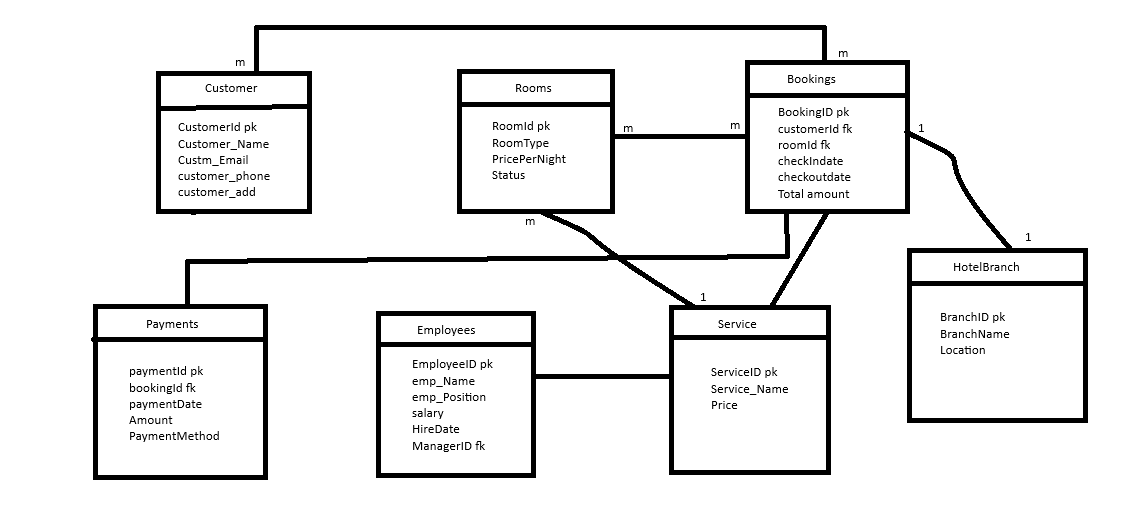 m
m
Customer
CustomerId pk
Customer_Name
Custm_Email
customer_phone
customer_add
Rooms
RoomId pk
RoomType
PricePerNight
Status
m
m
m
Bookings
BookingID pk
customerId fk
roomId fk
checkIndate
checkoutdate
Total amount
1
1
HotelBranch
BranchID pk
BranchName
Location
Payments
paymentId pk
bookingId fk
paymentDate
Amount
PaymentMethod
Employees
EmployeeID pk
emp_Name
emp_Position
salary
HireDate
ManagerID fk
1
Service
ServiceID pk
Service_Name
Price